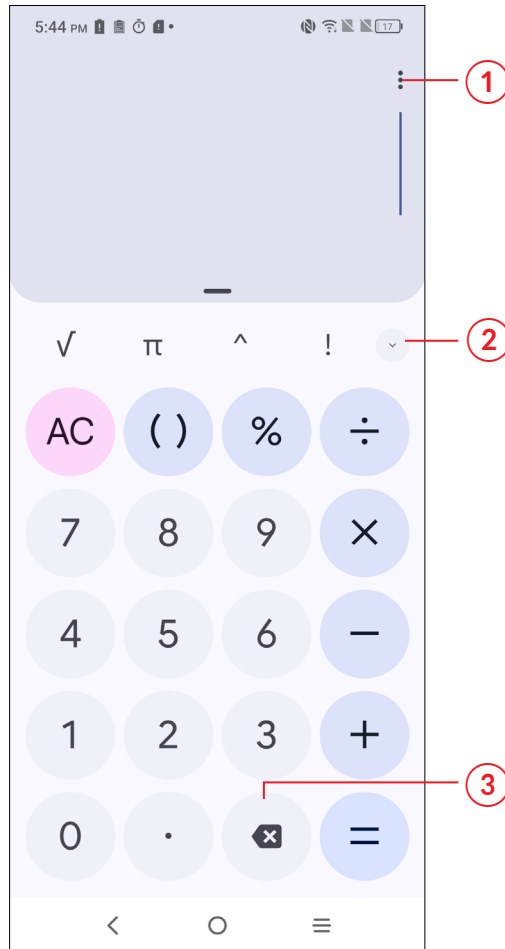 5:44 PM 17
1
√ π ^ !
2
AC ( ) % ÷
7 8 9 ×
4 5 6 −
1 2 3 +
3
0 . =